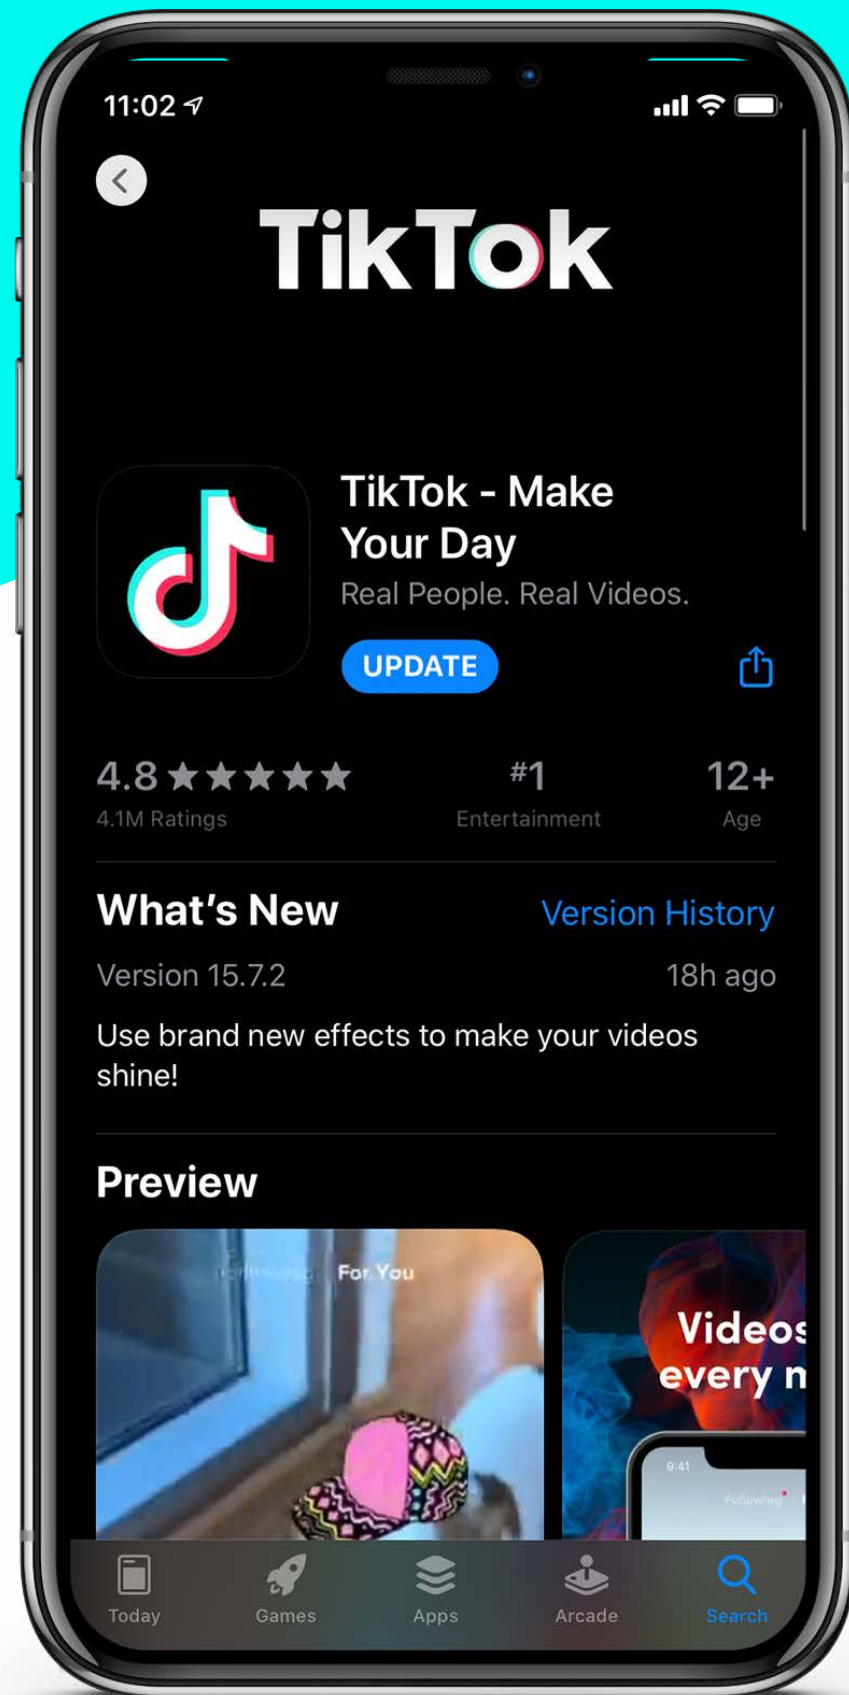 11:02
TikTok
TikTok - Make
Your Day
Real People. Real Videos.
UPDATE
4.8
#1
12+
4.1M Ratings
Entertainment
Age
What's New
Version History
Version 15.7.2
18h ago
Use brand new effects to make your videos
shine!
Preview
Following For You
Videos
every m
9:41
Following
Today
Games
Apps
Arcade
Search